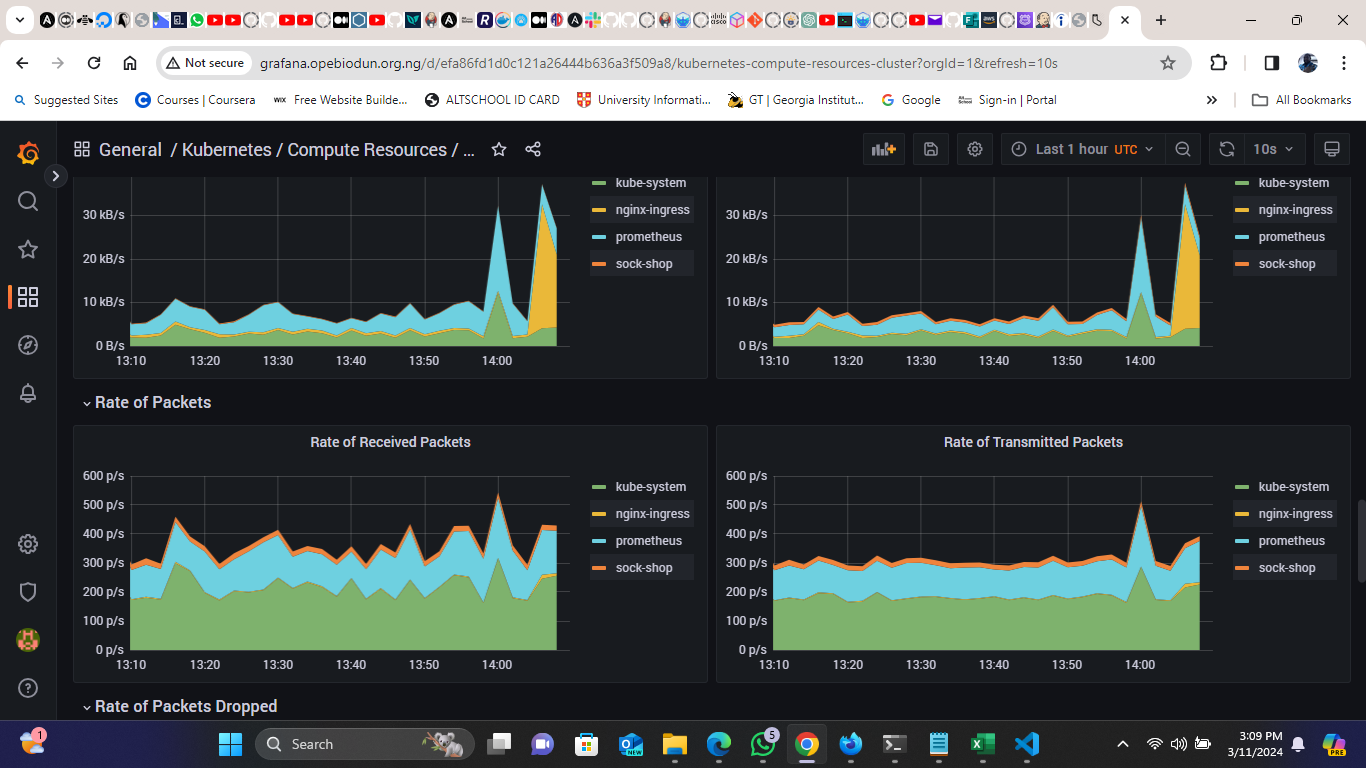 Not secure
grafana.opebiodun.org.ng/d/efa86fd1d0c121a26444b636a3f509a8/kubernetes-compute-resources-cluster?orgId=1&refresh=10s
Suggested Sites
Courses | Coursera
WIX Free Website Builde...
ALTSCHOOL ID CARD
University Informati...
GT | Georgia Institut...
Google
Sign-in | Portal
All Bookmarks
General / Kubernetes / Compute Resources / ...
Last 1 hour UTC
10s
30 kB/s
20 kB/s
10 kB/s
0 B/s
13:10 13:20 13:30 13:40 13:50 14:00
kube-system
nginx-ingress
prometheus
sock-shop
30 kB/s
20 kB/s
10 kB/s
0 B/s
13:10 13:20 13:30 13:40 13:50 14:00
kube-system
nginx-ingress
prometheus
sock-shop
Rate of Packets
Rate of Received Packets
600 p/s
500 p/s
400 p/s
300 p/s
200 p/s
100 p/s
0 p/s
13:10 13:20 13:30 13:40 13:50 14:00
kube-system
nginx-ingress
prometheus
sock-shop
Rate of Transmitted Packets
600 p/s
500 p/s
400 p/s
300 p/s
200 p/s
100 p/s
0 p/s
13:10 13:20 13:30 13:40 13:50 14:00
kube-system
nginx-ingress
prometheus
sock-shop
Rate of Packets Dropped
1
Search
NEW
5
3:09 PM
3/11/2024
PRE